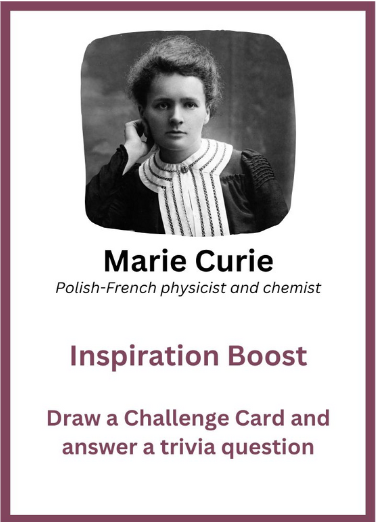 Marie Curie
Polish-French physicist and chemist
Inspiration Boost
Draw a Challenge Card and
answer a trivia question